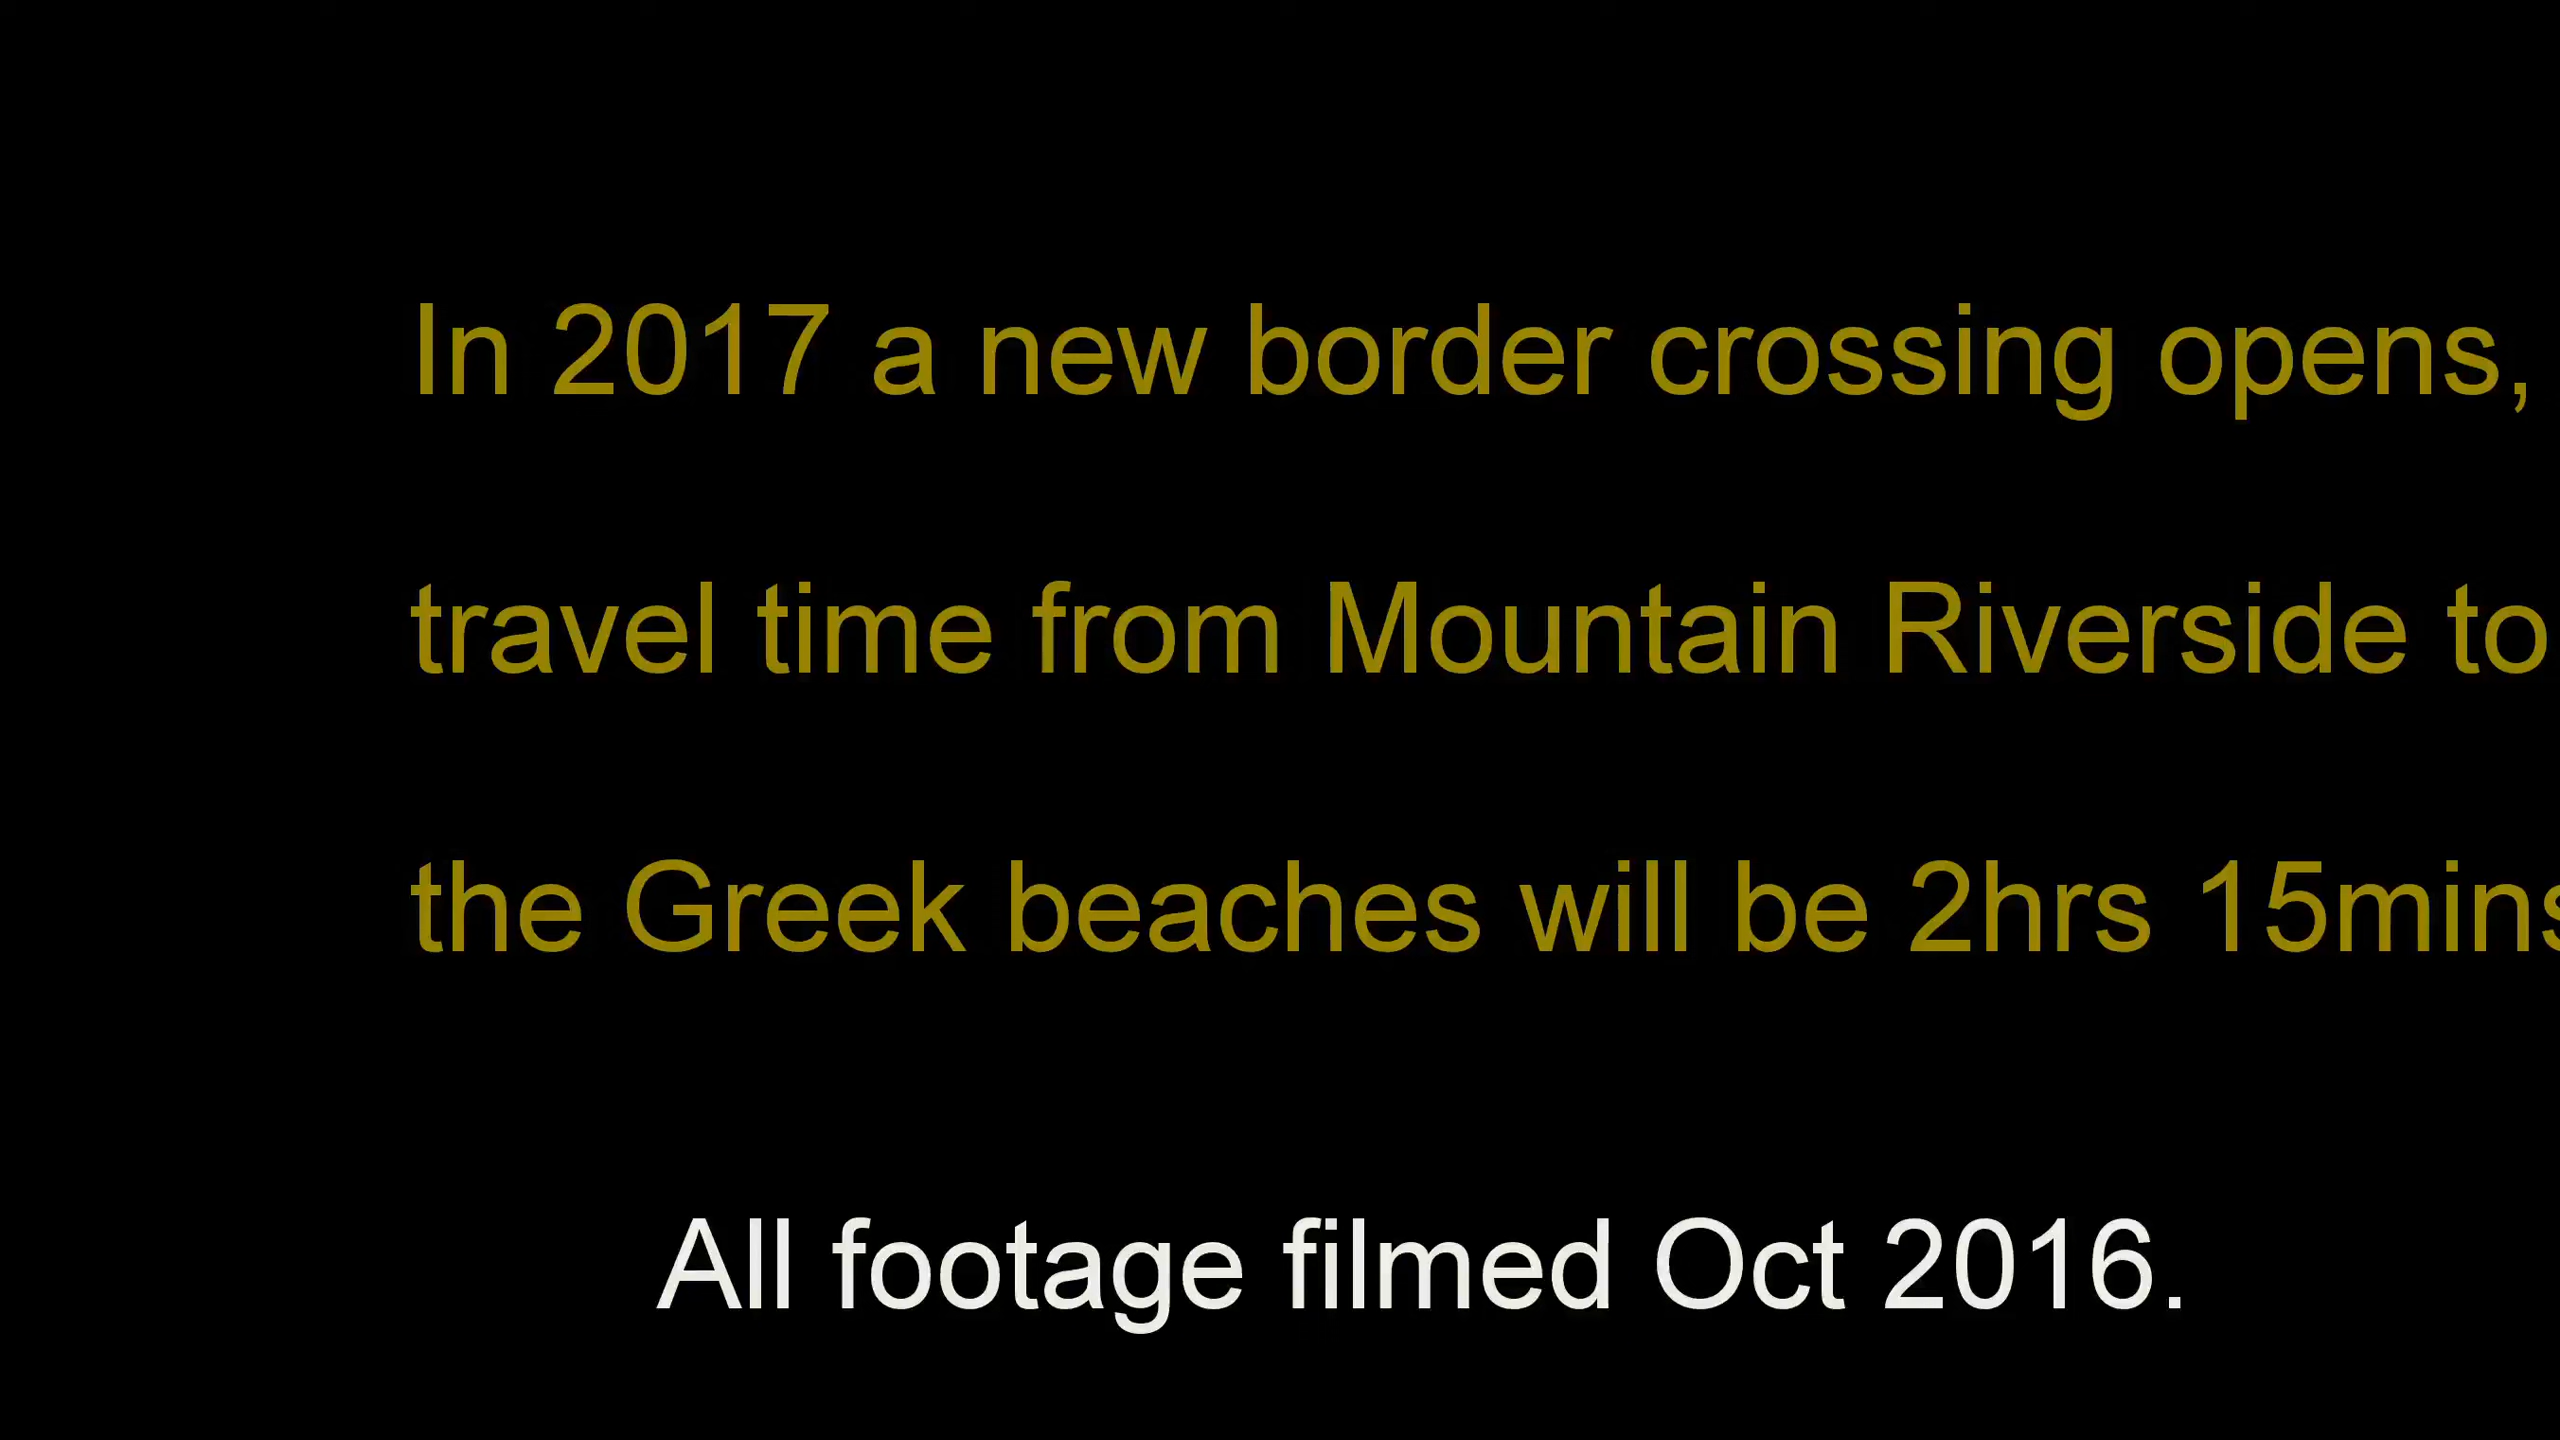 In 2017 a new border crossing opens,
travel time from Mountain Riverside to
the Greek beaches will be 2hrs 15mins
All footage filmed Oct 2016.